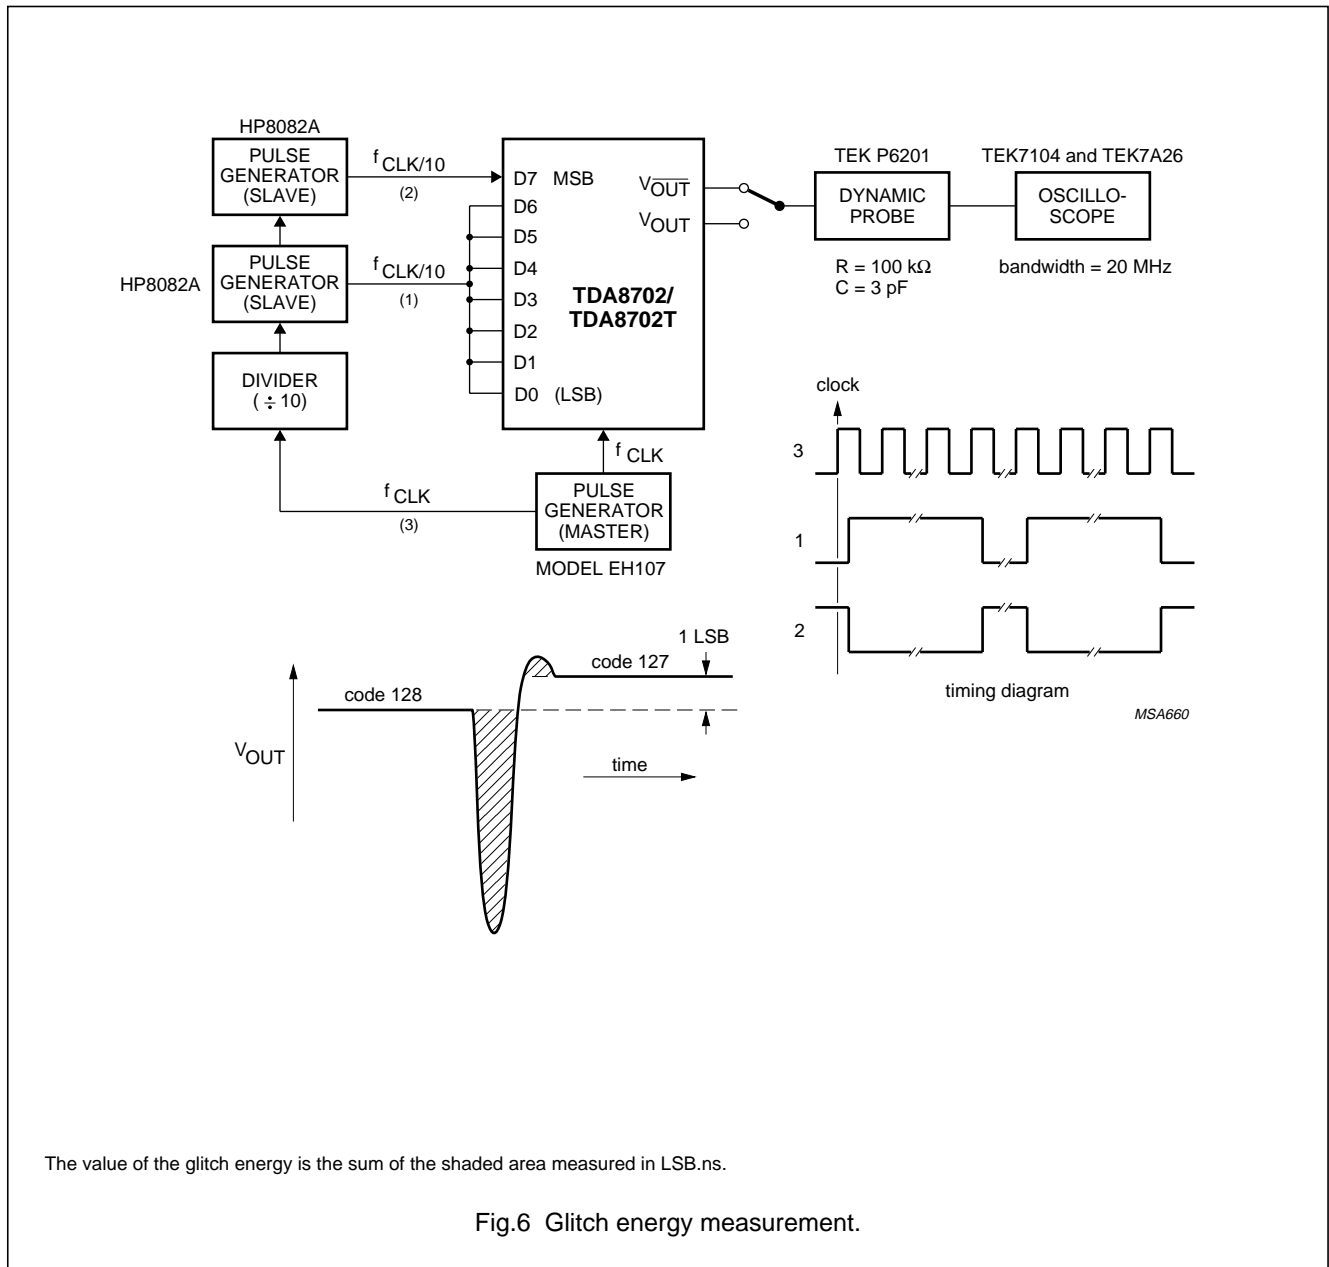 HP8082A
PULSE
GENERATOR
(SLAVE)
f CLK/10
(2)
HP8082A
PULSE
GENERATOR
(SLAVE)
f CLK/10
(1)
DIVIDER
( ÷ 10)
f CLK
(3)
D7 MSB
D6
D5
D4
D3
D2
D1
D0 (LSB)
TDA8702/
TDA8702T
V̅O̅U̅T̅
VOUT
f CLK
PULSE
GENERATOR
(MASTER)
MODEL EH107
TEK P6201
DYNAMIC
PROBE
R = 100 kΩ
C = 3 pF
TEK7104 and TEK7A26
OSCILLO-
SCOPE
bandwidth = 20 MHz
clock
3
1
2
timing diagram
MSA660
1 LSB
code 127
code 128
VOUT
time
The value of the glitch energy is the sum of the shaded area measured in LSB.ns.
Fig.6 Glitch energy measurement.